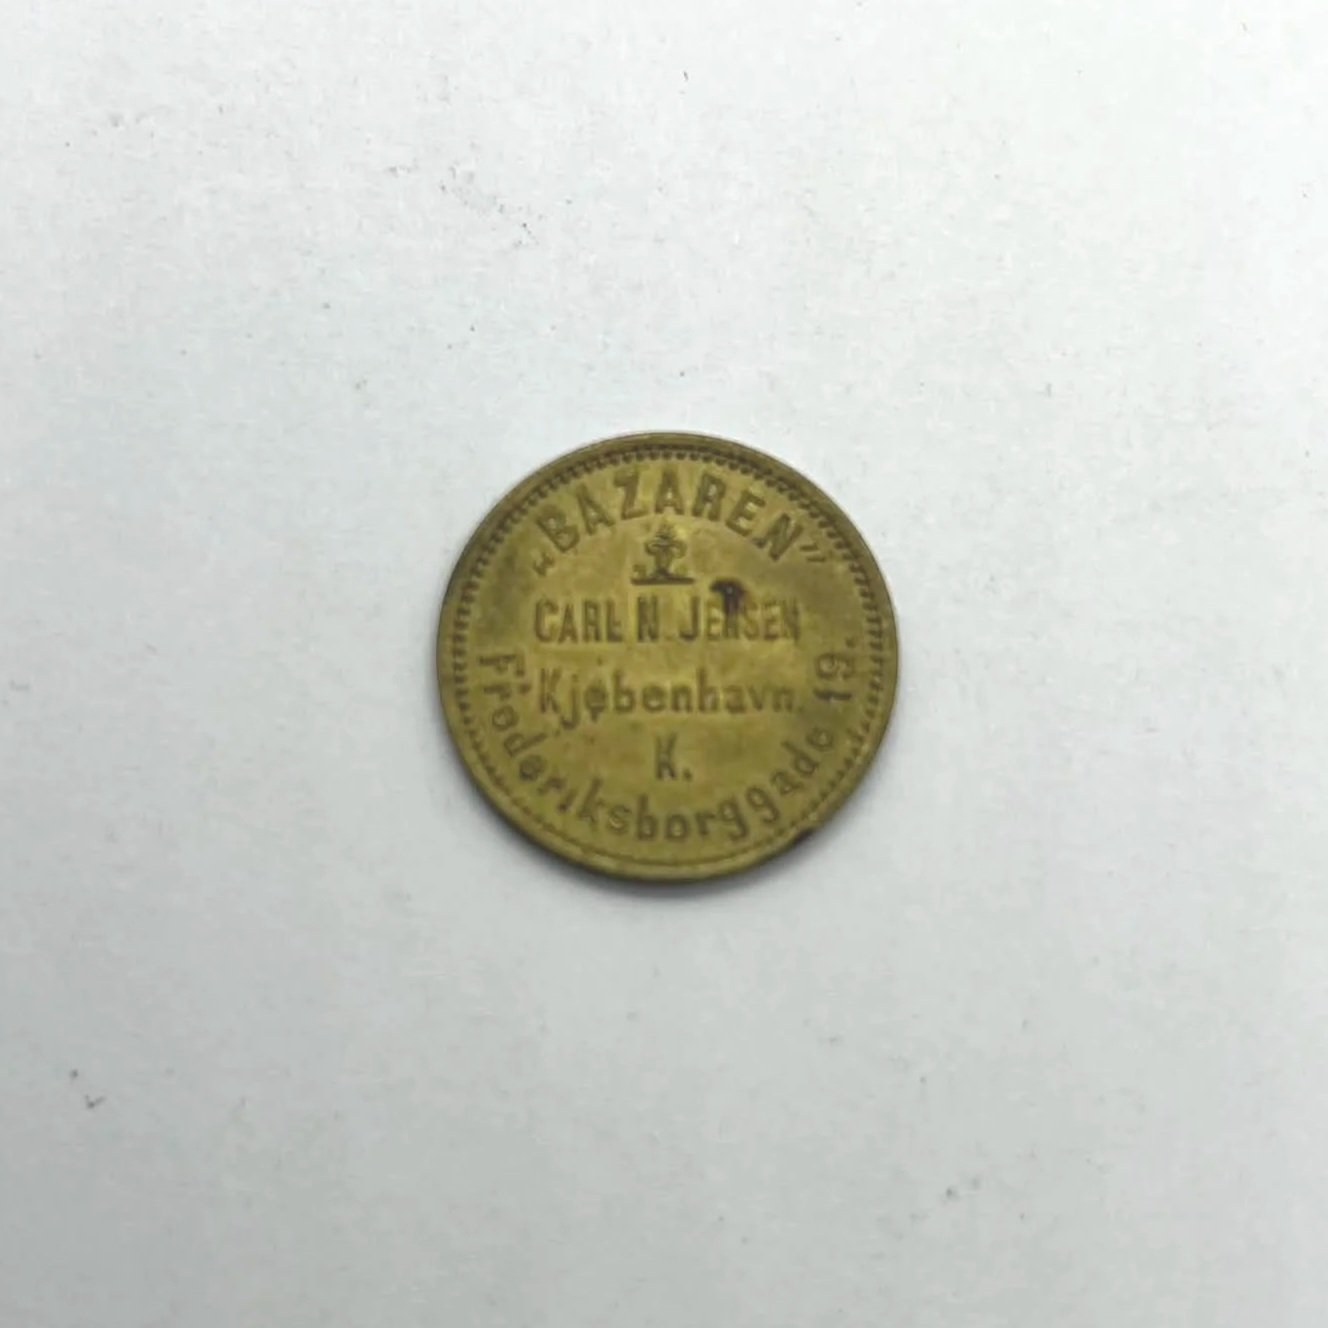 „BAZAREN”
CARL N. JENSEN
Kjøbenhavn.
K.
Frederiksborggade 19.